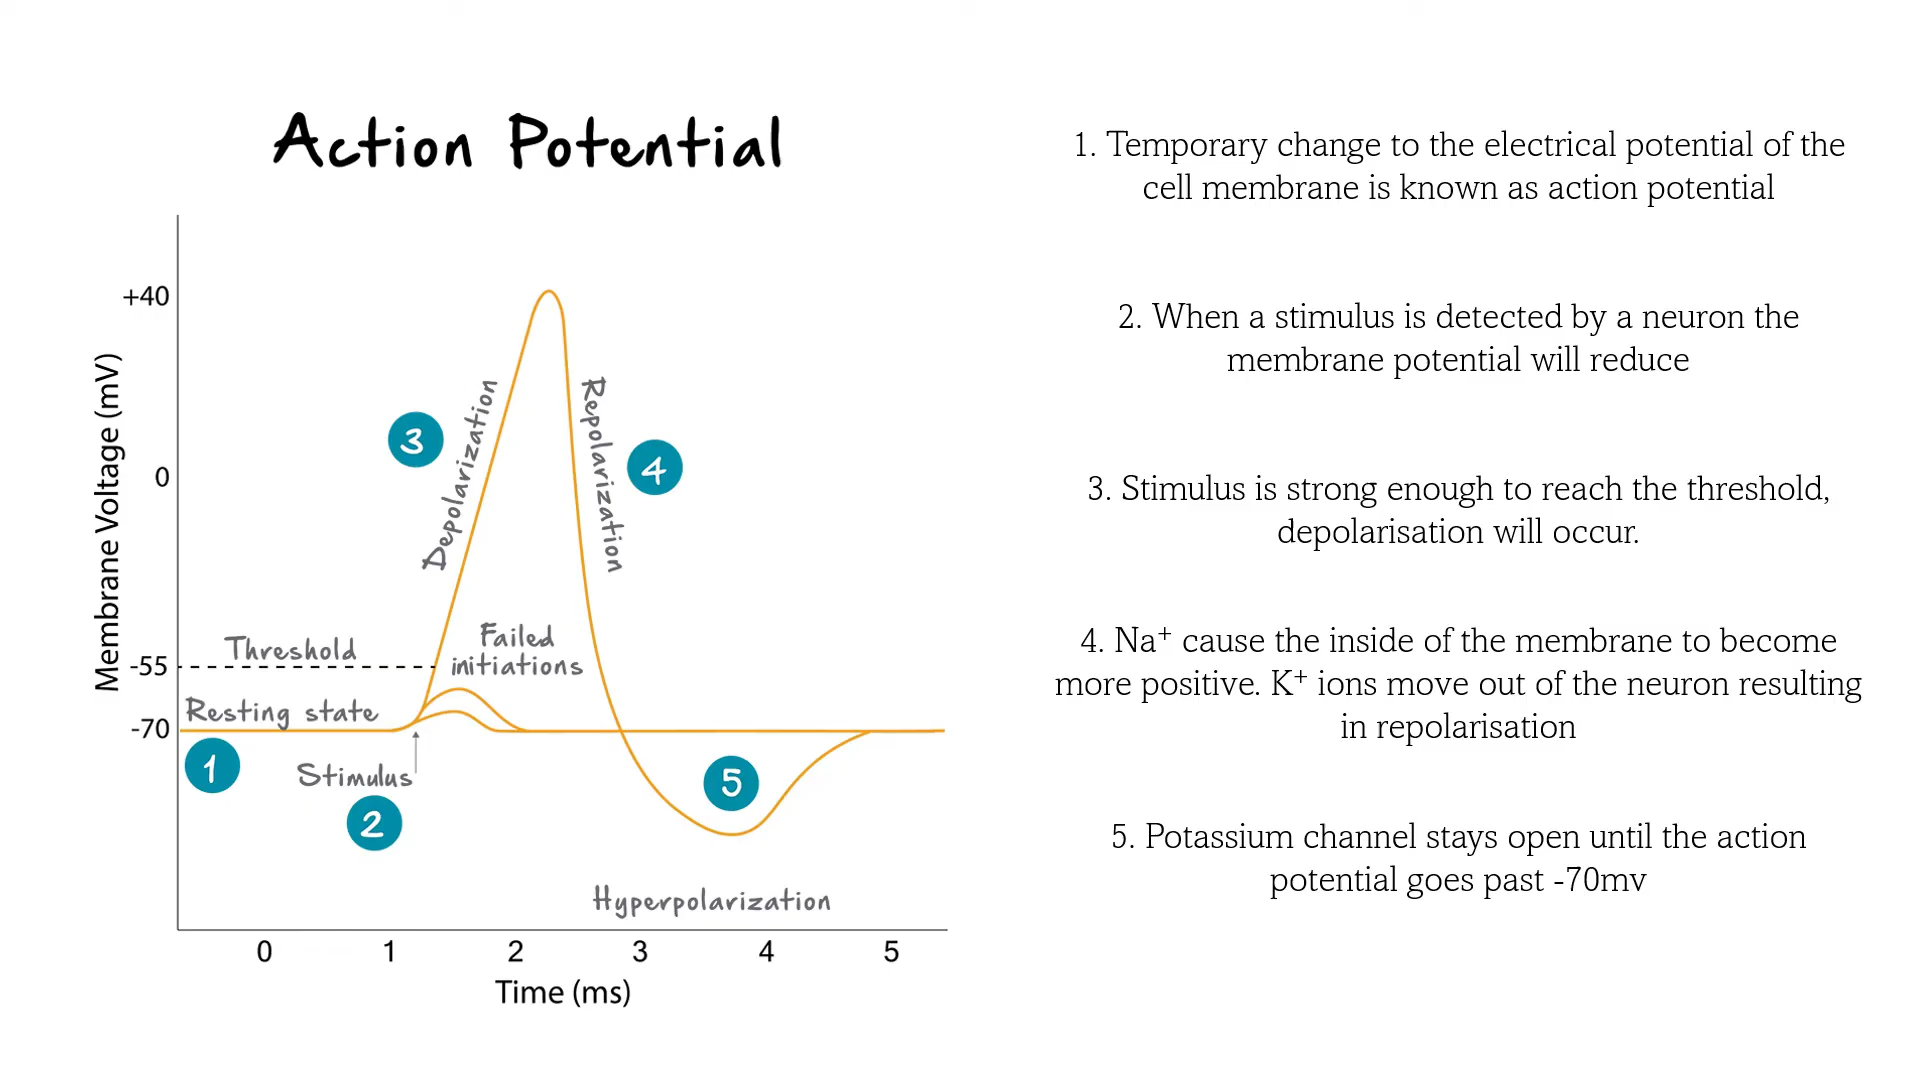 Action Potential
Membrane Voltage (mV)
+40
0
-55
-70
Depolarization
Repolarization
3
4
Threshold
Failed
initiations
Resting state
1
Stimulus
2
5
Hyperpolarization
0 1 2 3 4 5
Time (ms)
1. Temporary change to the electrical potential of the
cell membrane is known as action potential
2. When a stimulus is detected by a neuron the
membrane potential will reduce
3. Stimulus is strong enough to reach the threshold,
depolarisation will occur.
4. Na⁺ cause the inside of the membrane to become
more positive. K⁺ ions move out of the neuron resulting
in repolarisation
5. Potassium channel stays open until the action
potential goes past -70mv